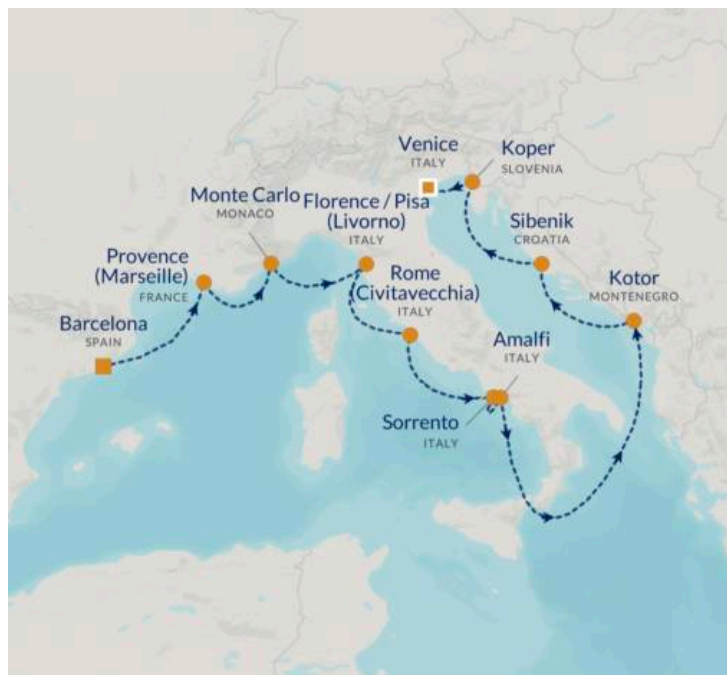 Venice
ITALY
Koper
SLOVENIA
Monte Carlo
MONACO
Florence / Pisa
(Livorno)
ITALY
Sibenik
CROATIA
Provence
(Marseille)
FRANCE
Rome
(Civitavecchia)
ITALY
Kotor
MONTENEGRO
Barcelona
SPAIN
Amalfi
ITALY
Sorrento
ITALY